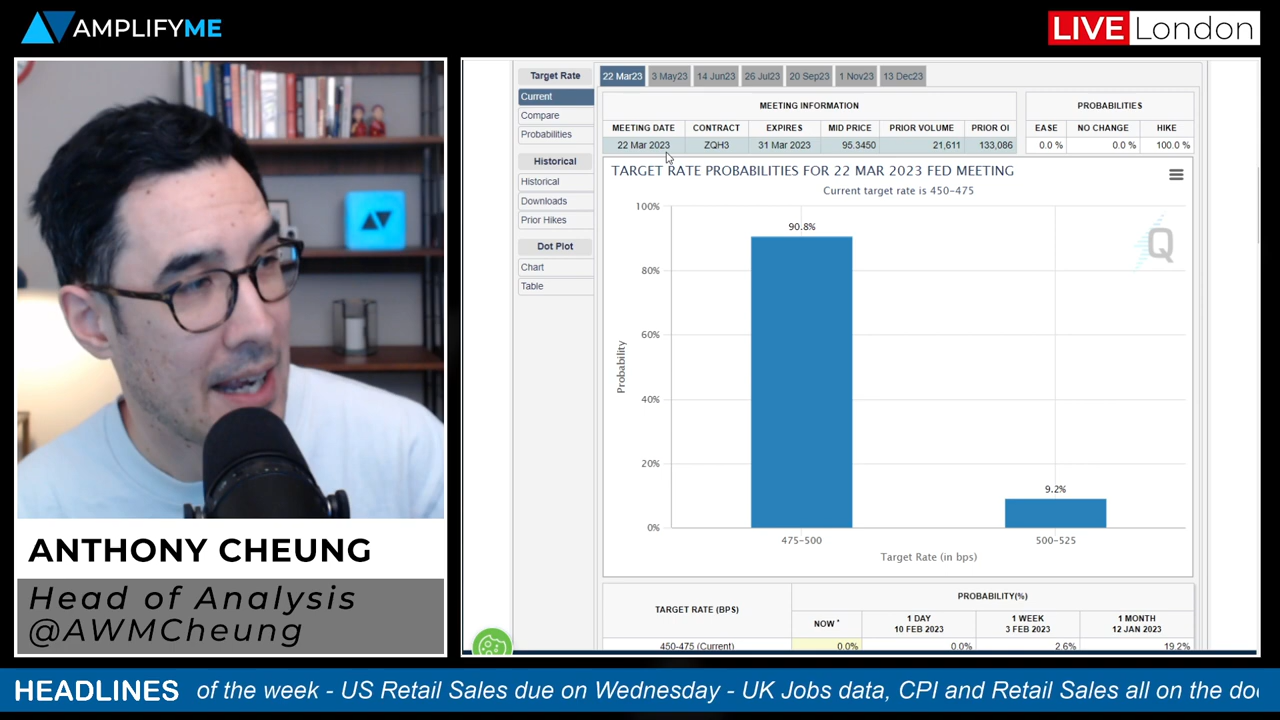 AMPLIFYME
LIVE London
Target Rate
Current
Compare
Probabilities
Historical
Historical
Downloads
Prior Hikes
Dot Plot
Chart
Table
22 Mar23 3 May23 14 Jun23 26 Jul23 20 Sep23 1 Nov23 13 Dec23
MEETING INFORMATION
MEETING DATE CONTRACT EXPIRES MID PRICE PRIOR VOLUME PRIOR OI
22 Mar 2023 ZQH3 31 Mar 2023 95.3450 21,611 133,086
PROBABILITIES
EASE NO CHANGE HIKE
0.0 % 0.0 % 100.0 %
TARGET RATE PROBABILITIES FOR 22 MAR 2023 FED MEETING
Current target rate is 450-475
100%
80%
60%
40%
20%
0%
Probability
90.8%
9.2%
Q
475-500 500-525
Target Rate (in bps)
TARGET RATE (BPS) PROBABILITY(%)
NOW * 1 DAY 10 FEB 2023 1 WEEK 3 FEB 2023 1 MONTH 12 JAN 2023
450-475 (Current) 0.0% 0.0% 2.6% 19.2%
ANTHONY CHEUNG
Head of Analysis
@AWMCheung
HEADLINES of the week - US Retail Sales due on Wednesday - UK Jobs data, CPI and Retail Sales all on the do